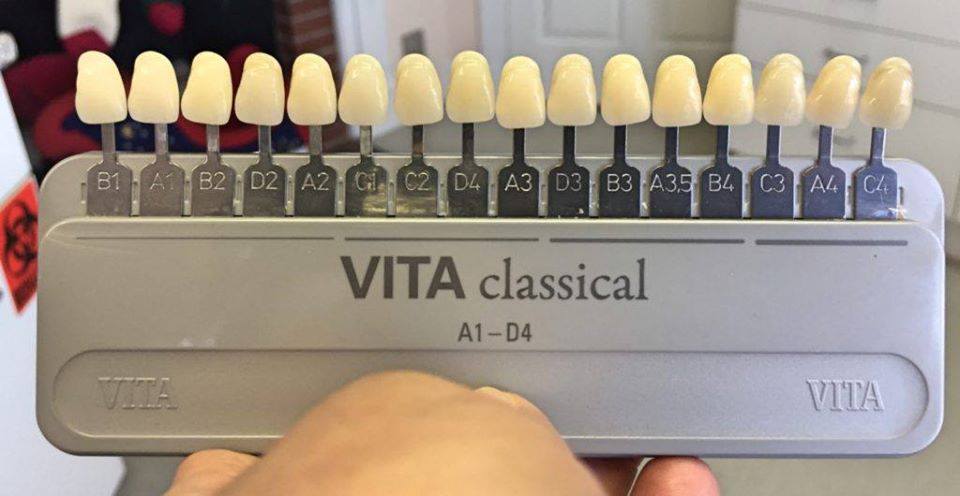 B1 A1 B2 D2 A2 C1 C2 D4 A3 D3 B3 A3,5 B4 C3 A4 C4
VITA classical
A1–D4
VITA VITA